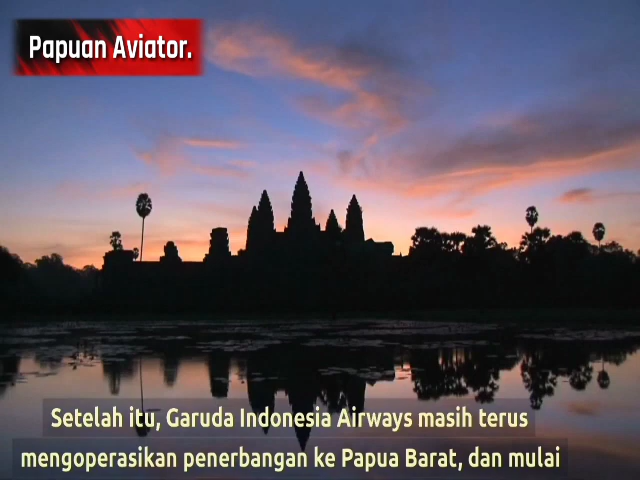 Papuan Aviator.
Setelah itu, Garuda Indonesia Airways masih terus
mengoperasikan penerbangan ke Papua Barat, dan mulai